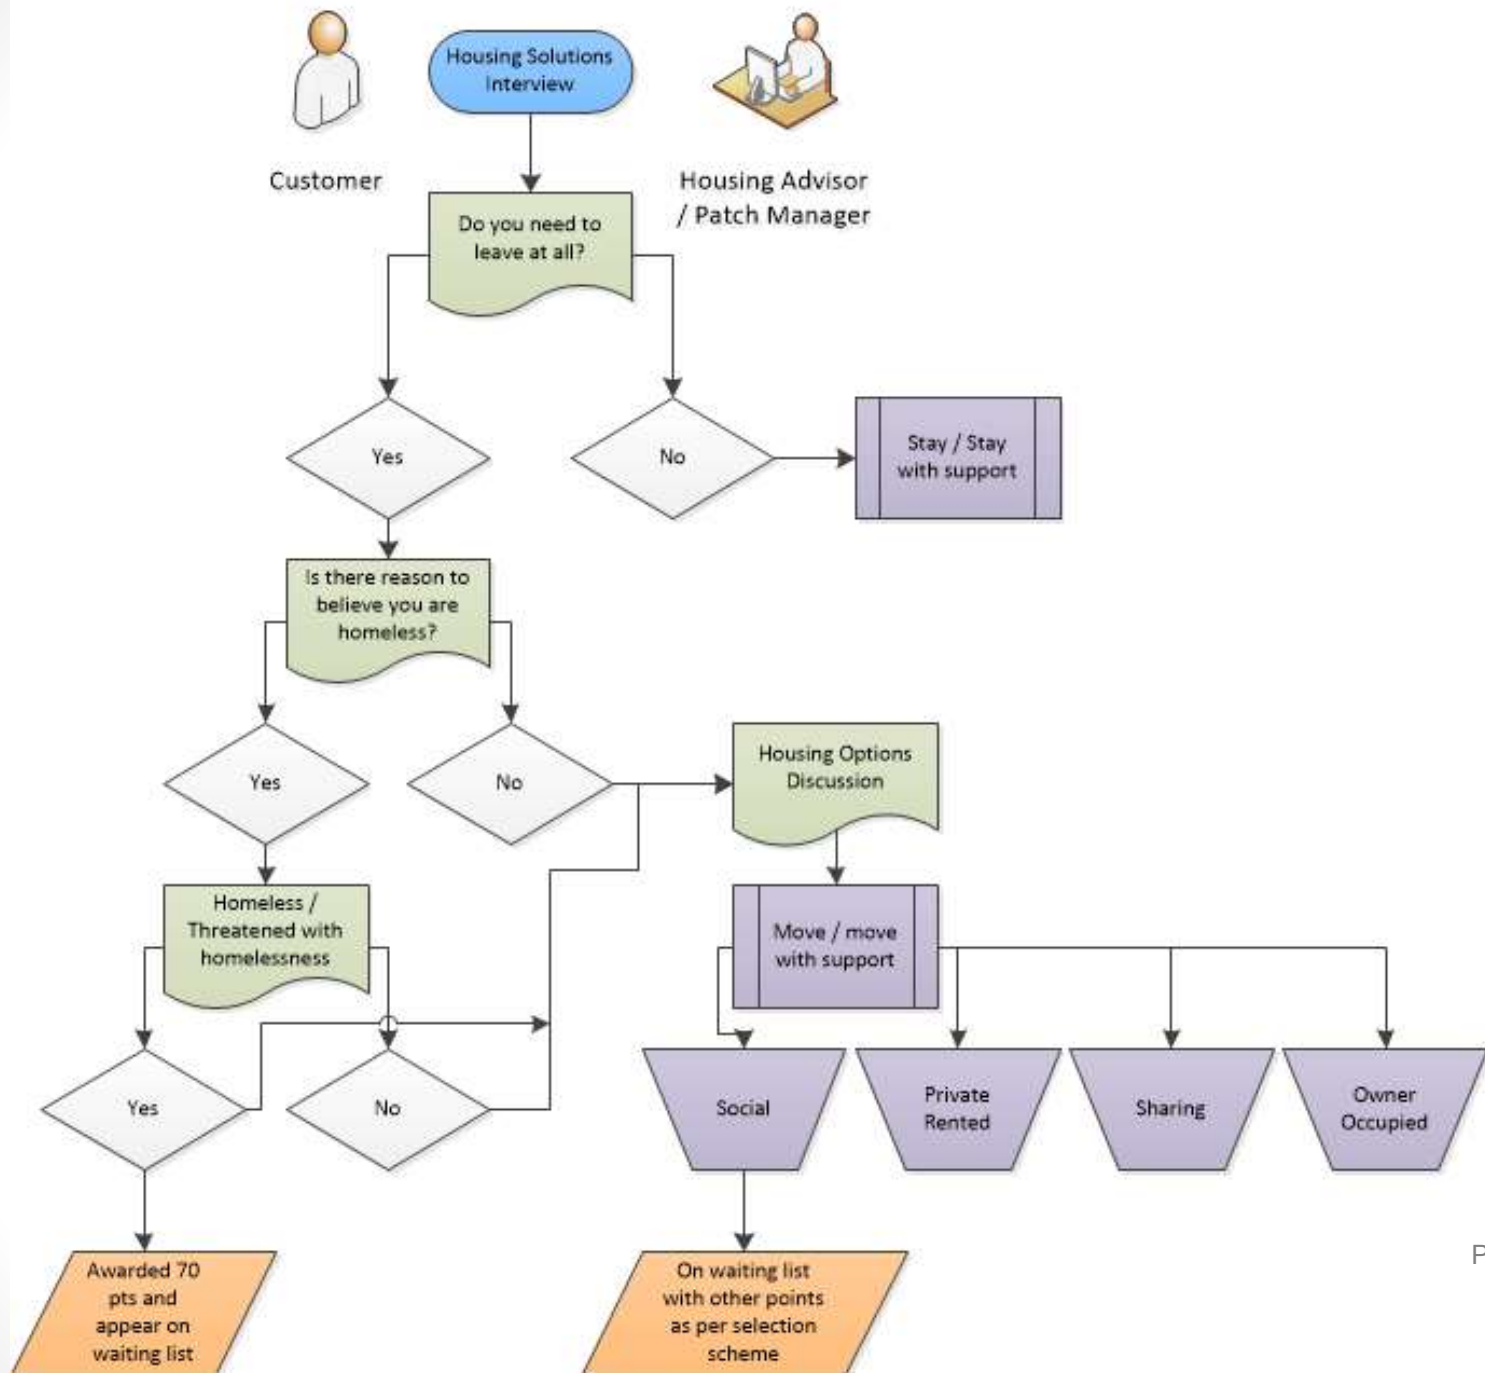 Housing Solutions
Interview
Customer
Housing Advisor
/ Patch Manager
Do you need to
leave at all?
Yes
No
Stay / Stay
with support
Is there reason to
believe you are
homeless?
Yes
No
Housing Options
Discussion
Homeless /
Threatened with
homelessness
Move / move
with support
Yes
No
Social
Private
Rented
Sharing
Owner
Occupied
Awarded 70
pts and
appear on
waiting list
On waiting list
with other points
as per selection
scheme
P